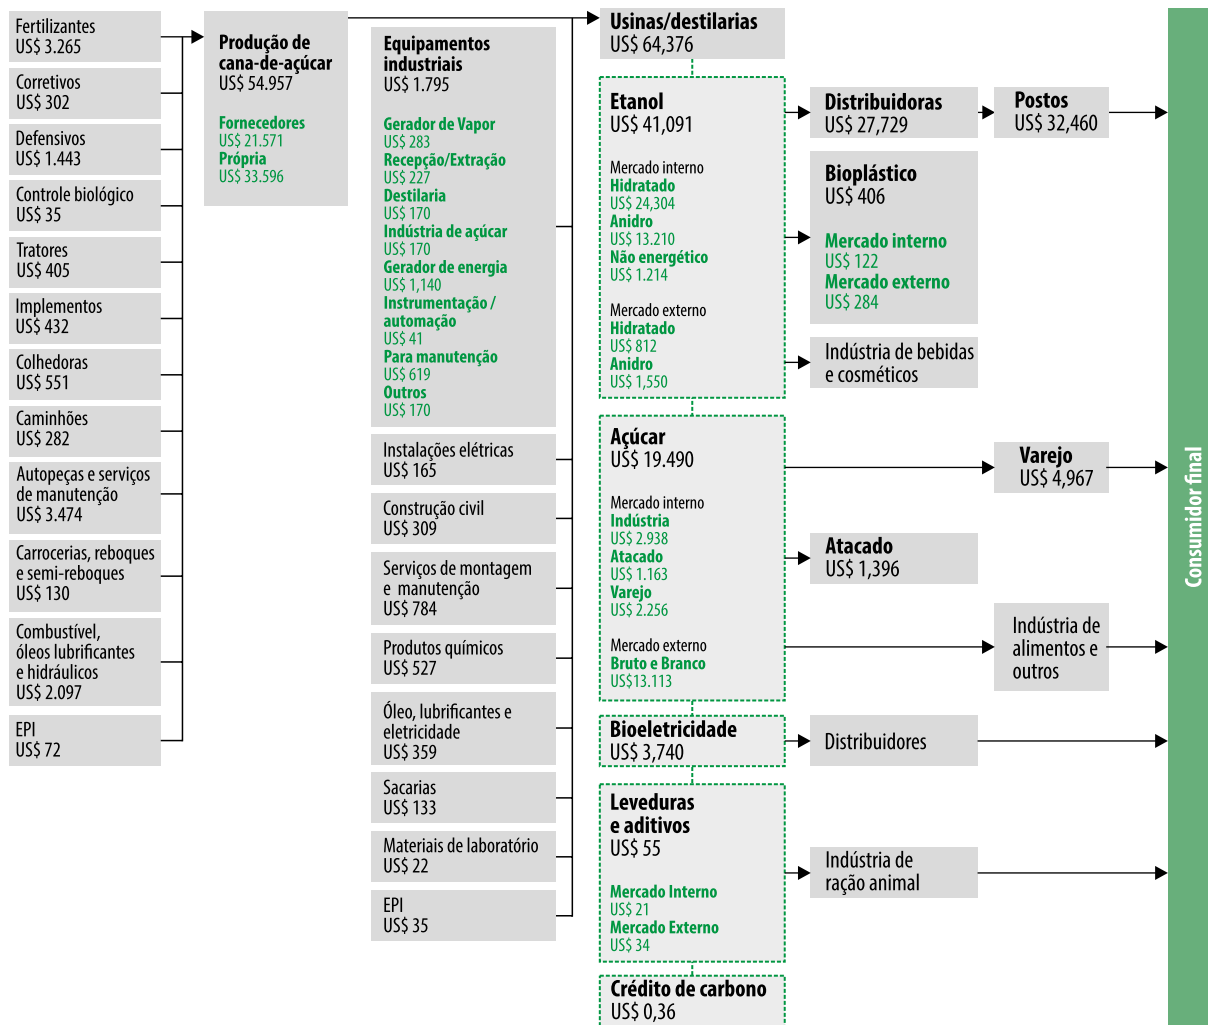 Fertilizantes
US$ 3.265
Corretivos
US$ 302
Defensivos
US$ 1.443
Controle biológico
US$ 35
Tratores
US$ 405
Implementos
US$ 432
Colhedoras
US$ 551
Caminhões
US$ 282
Autopeças e serviços
de manutenção
US$ 3.474
Carrocerias, reboques
e semi-reboques
US$ 130
Combustível,
óleos lubrificantes
e hidráulicos
US$ 2.097
EPI
US$ 72
Produção de
cana-de-açúcar
US$ 54.957
Fornecedores
US$ 21.571
Própria
US$ 33.596
Equipamentos
industriais
US$ 1.795
Gerador de Vapor
US$ 283
Recepção/Extração
US$ 227
Destilaria
US$ 170
Indústria de açúcar
US$ 170
Gerador de energia
US$ 1,140
Instrumentação /
automação
US$ 41
Para manutenção
US$ 619
Outros
US$ 170
Instalações elétricas
US$ 165
Construção civil
US$ 309
Serviços de montagem
e manutenção
US$ 784
Produtos químicos
US$ 527
Óleo, lubrificantes e
eletricidade
US$ 359
Sacarias
US$ 133
Materiais de laboratório
US$ 22
EPI
US$ 35
Usinas/destilarias
US$ 64,376
Etanol
US$ 41,091
Mercado interno
Hidratado
US$ 24,304
Anidro
US$ 13.210
Não energético
US$ 1.214
Mercado externo
Hidratado
US$ 812
Anidro
US$ 1,550
Açúcar
US$ 19.490
Mercado interno
Indústria
US$ 2.938
Atacado
US$ 1.163
Varejo
US$ 2.256
Mercado externo
Bruto e Branco
US$13.113
Bioeletricidade
US$ 3,740
Leveduras
e aditivos
US$ 55
Mercado Interno
US$ 21
Mercado Externo
US$ 34
Crédito de carbono
US$ 0,36
Distribuidoras
US$ 27,729
Bioplástico
US$ 406
Mercado interno
US$ 122
Mercado externo
US$ 284
Indústria de bebidas
e cosméticos
Atacado
US$ 1,396
Distribuidores
Indústria de
ração animal
Postos
US$ 32,460
Varejo
US$ 4,967
Indústria de
alimentos e
outros
Consumidor final